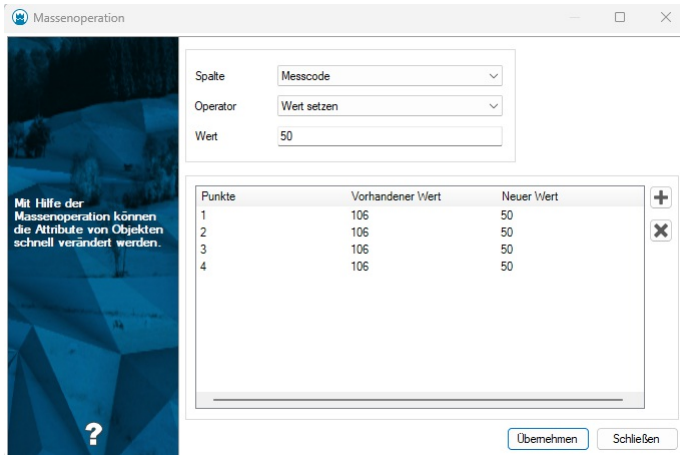 Massenoperation
Spalte Messcode
Operator Wert setzen
Wert 50
Mit Hilfe der
Massenoperation können
die Attribute von Objekten
schnell verändert werden.
Punkte Vorhandener Wert Neuer Wert
1 106 50
2 106 50
3 106 50
4 106 50
?
Übernehmen Schließen